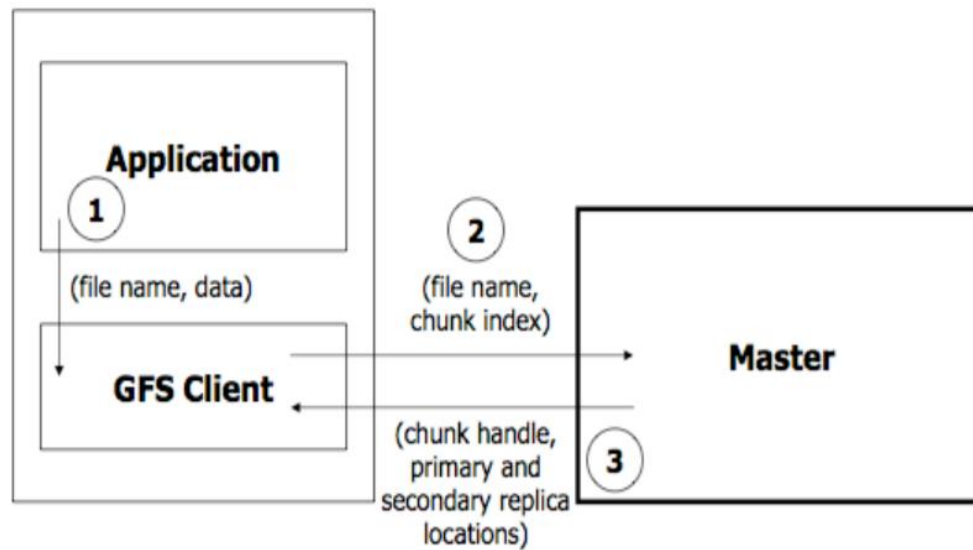 Application
1
(file name, data)
GFS Client
2
(file name,
chunk index)
(chunk handle,
primary and
secondary replica
locations)
Master
3